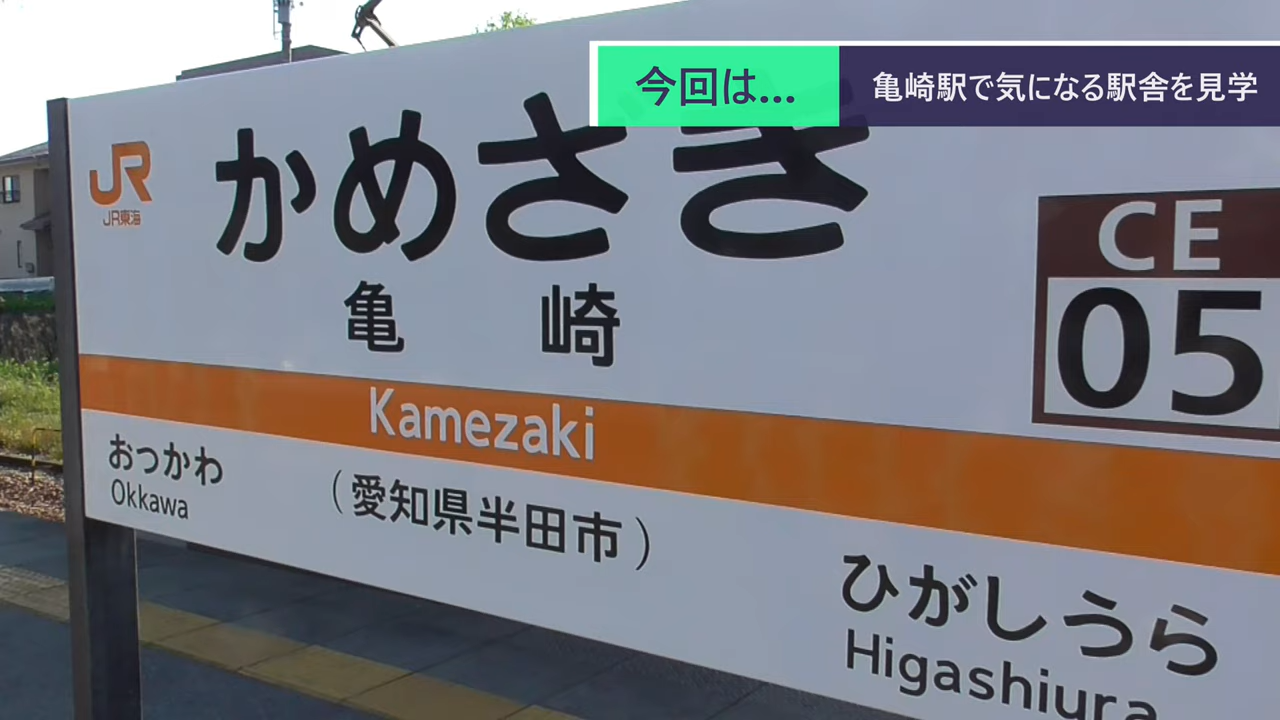 今回は...
亀崎駅で気になる駅舎を見学
JR
JR東海
かめさき
亀崎
CE
05
Kamezaki
おっかわ
Okkawa
(愛知県半田市)
ひがしうら
Higashiura